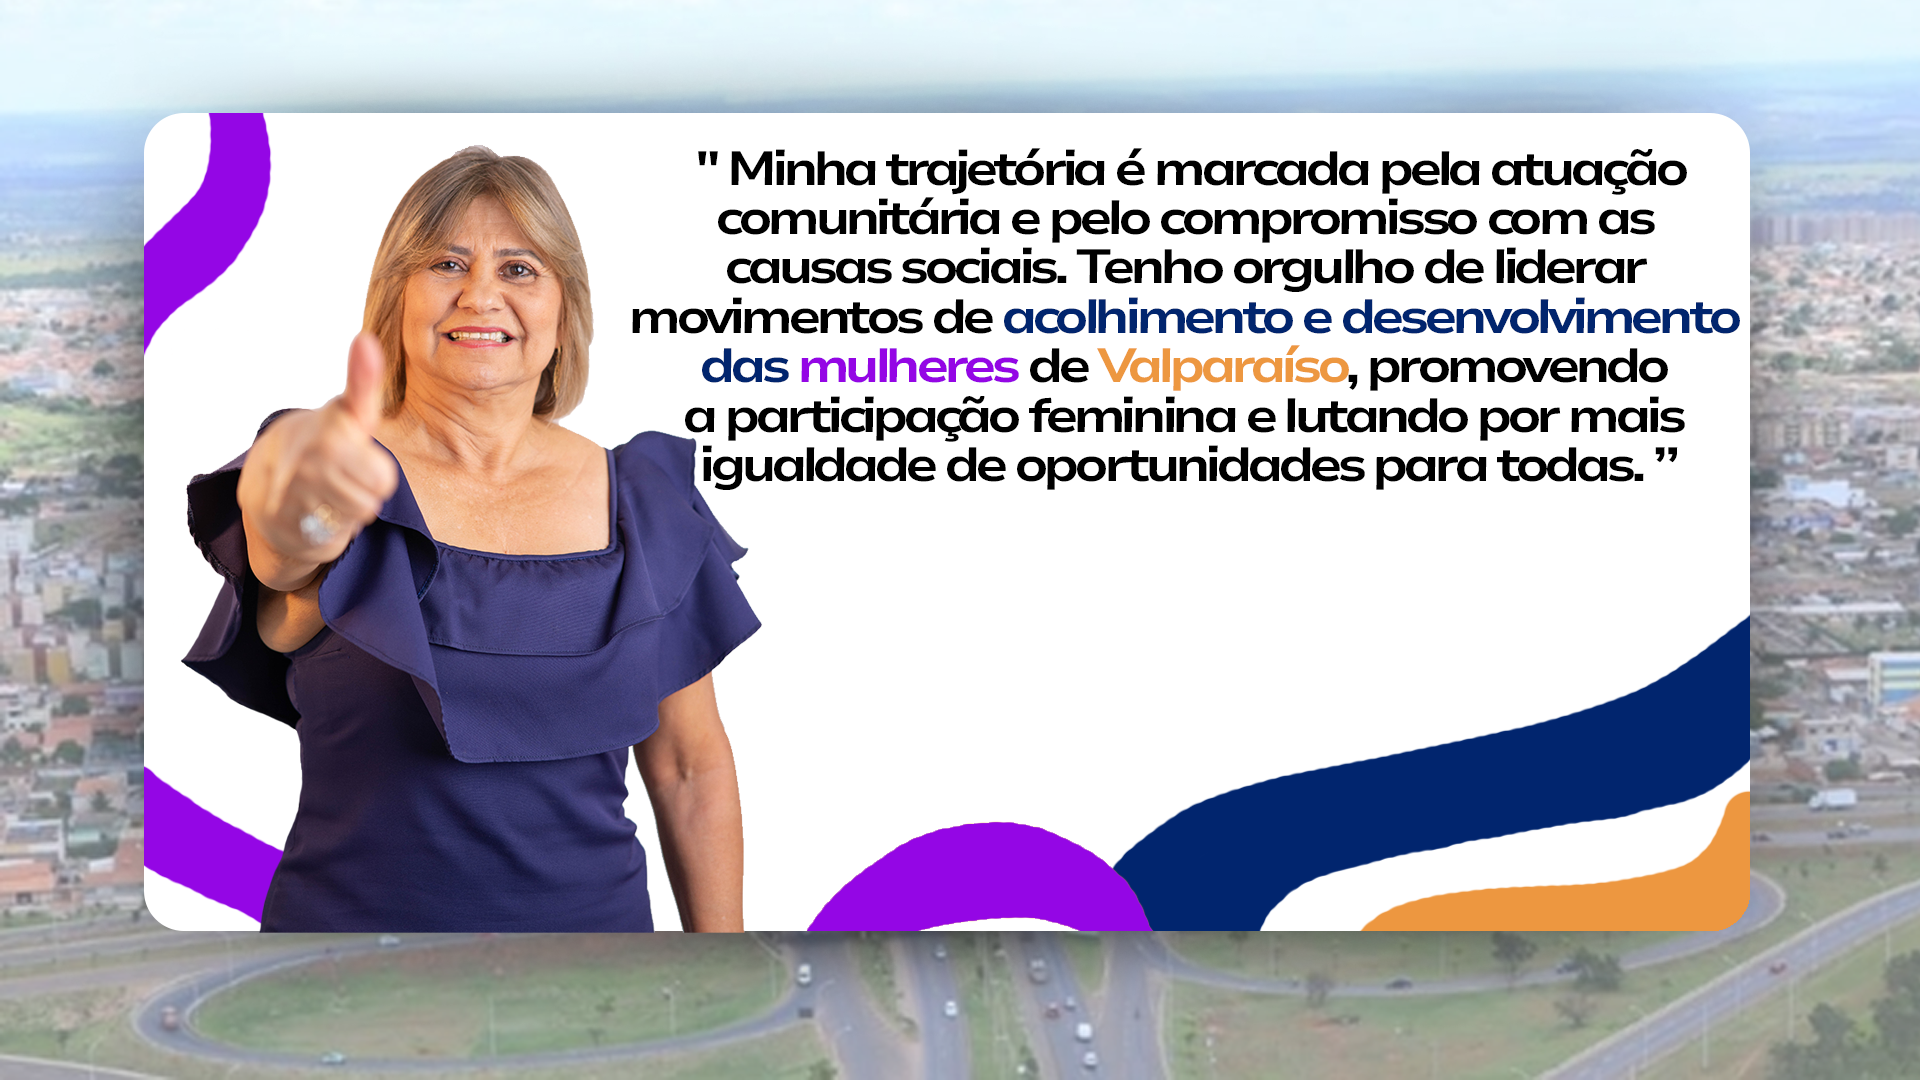 " Minha trajetória é marcada pela atuação
comunitária e pelo compromisso com as
causas sociais. Tenho orgulho de liderar
movimentos de acolhimento e desenvolvimento
das mulheres de Valparaíso, promovendo
a participação feminina e lutando por mais
igualdade de oportunidades para todas. ”